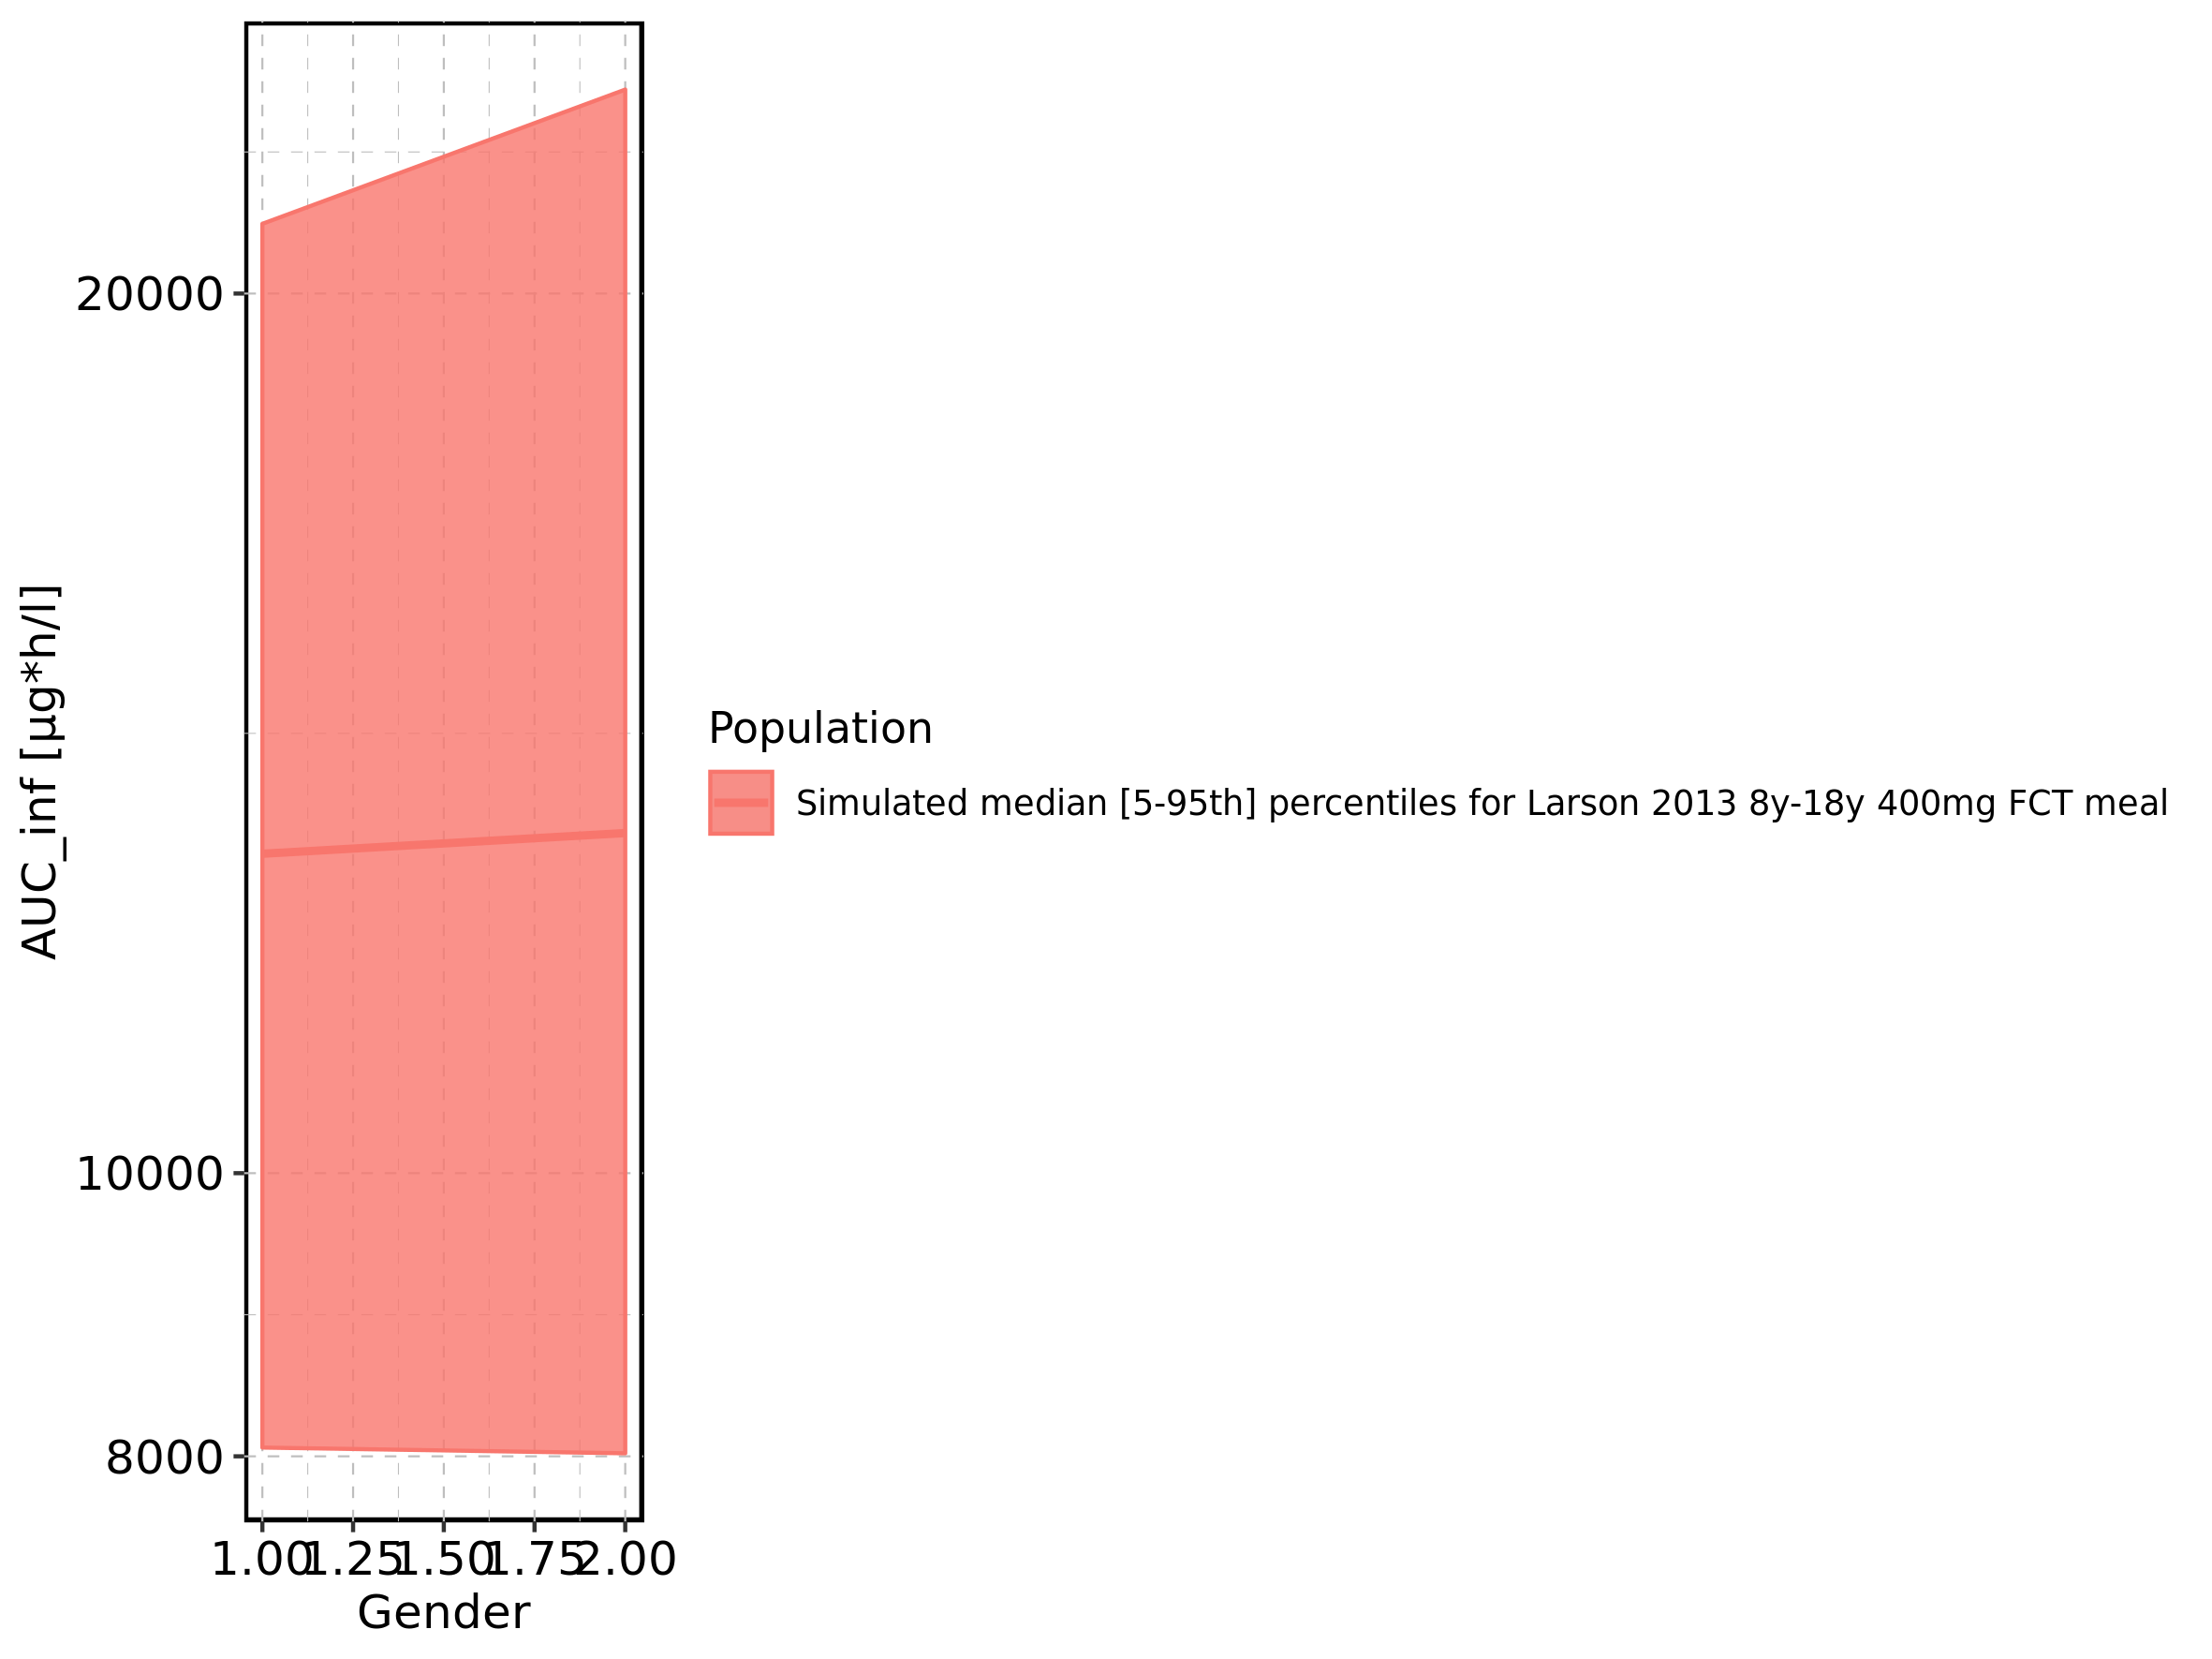 AUC_inf [µg*h/l]
20000
10000
8000
1.00 1.25 1.50 1.75 2.00
Gender
Population
Simulated median [5-95th] percentiles for Larson 2013 8y-18y 400mg FCT meal